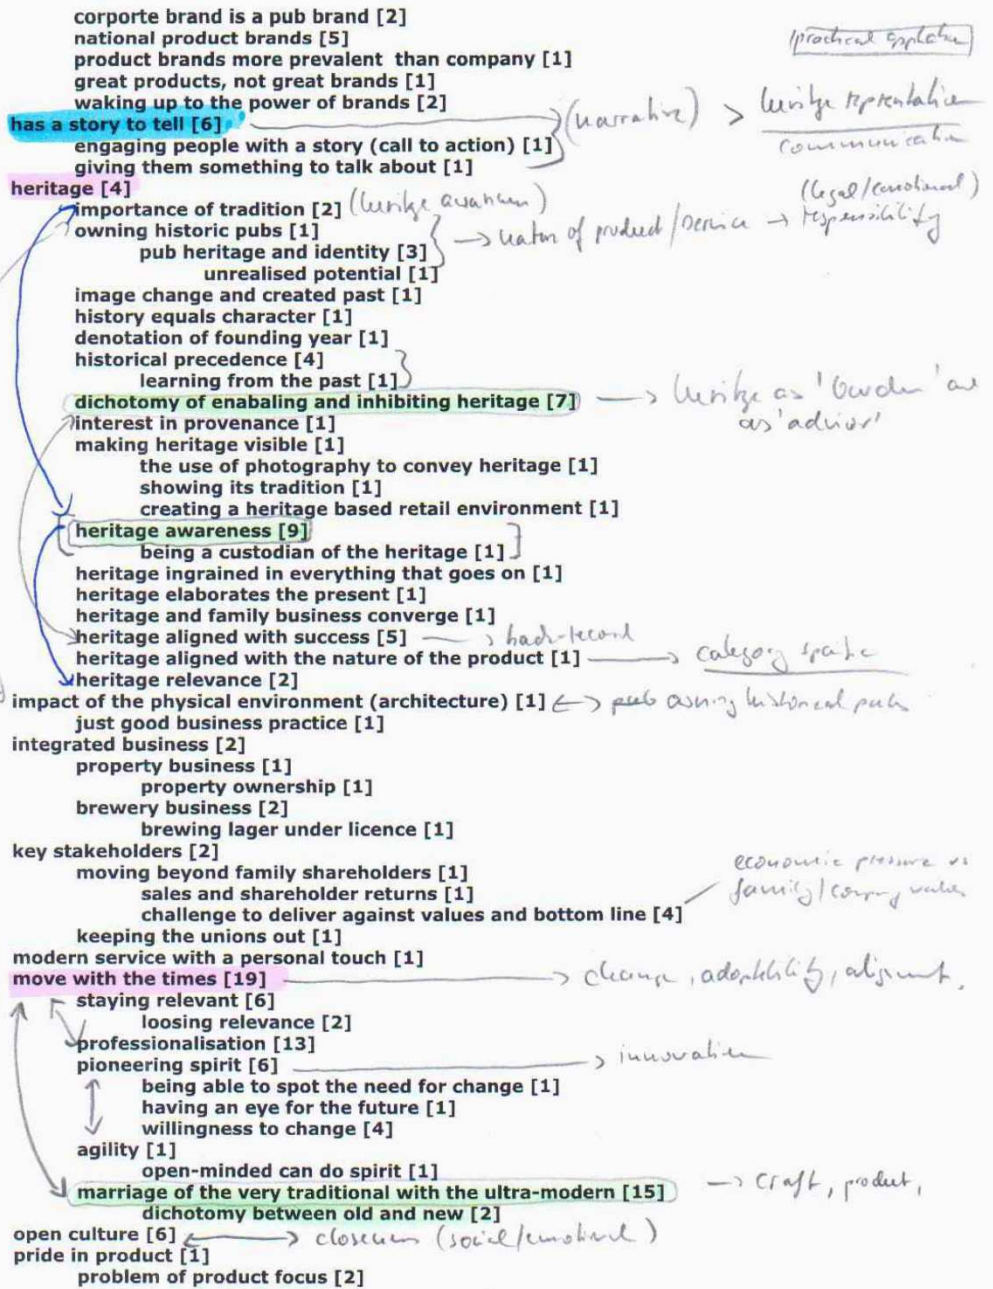 corporte brand is a pub brand [2]
national product brands [5]
product brands more prevalent than company [1]
great products, not great brands [1]
waking up to the power of brands [2]
has a story to tell [6] (narrative) >
communication
engaging people with a story (call to action) [1]
giving them something to talk about [1]
heritage [4] (legal/emotional)
importance of tradition [2] (heritage awareness) responsibility
owning historic pubs [1] → nature of product/service →
pub heritage and identity [3]
unrealised potential [1]
image change and created past [1]
history equals character [1]
denotation of founding year [1]
historical precedence [4]
learning from the past [1]
dichotomy of enabaling and inhibiting heritage [7] → heritage as 'burden'
interest in provenance [1]
making heritage visible [1]
the use of photography to convey heritage [1]
showing its tradition [1]
creating a heritage based retail environment [1]
heritage awareness [9]
being a custodian of the heritage [1]
heritage ingrained in everything that goes on [1]
heritage elaborates the present [1]
heritage and family business converge [1]
heritage aligned with success [5]
heritage aligned with the nature of the product [1] → category
heritage relevance [2]
impact of the physical environment (architecture) [1] owning historical pubs
just good business practice [1]
integrated business [2]
property business [1]
property ownership [1]
brewery business [2]
brewing lager under licence [1]
key stakeholders [2]
moving beyond family shareholders [1] economic pressure vs
sales and shareholder returns [1] family/company values
challenge to deliver against values and bottom line [4]
keeping the unions out [1]
modern service with a personal touch [1]
move with the times [19] → change, adaptability, alignment,
staying relevant [6]
loosing relevance [2]
professionalisation [13]
pioneering spirit [6] → innovation
being able to spot the need for change [1]
having an eye for the future [1]
willingness to change [4]
agility [1]
open-minded can do spirit [1]
marriage of the very traditional with the ultra-modern [15] → craft, product,
dichotomy between old and new [2]
open culture [6] ↔ closeness (social/emotional)
pride in product [1]
problem of product focus [2]